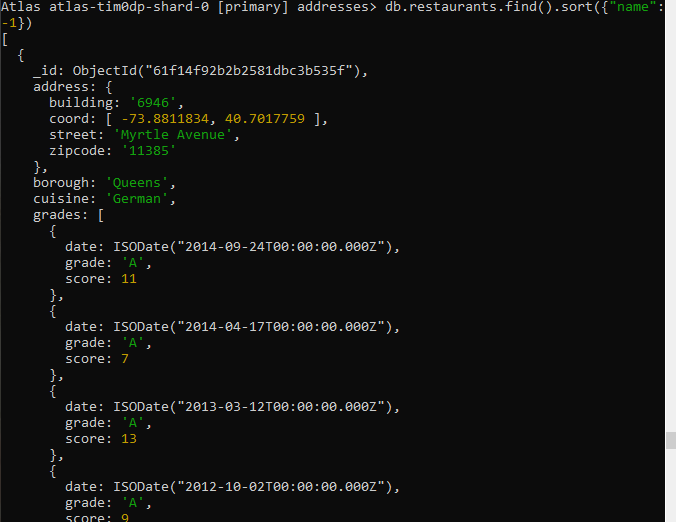 Atlas atlas-tim0dp-shard-0 [primary] addresses> db.restaurants.find().sort({"name":
-1})
[
  {
    _id: ObjectId("61f14f92b2b2581dbc3b535f"),
    address: {
      building: '6946',
      coord: [ -73.8811834, 40.7017759 ],
      street: 'Myrtle Avenue',
      zipcode: '11385'
    },
    borough: 'Queens',
    cuisine: 'German',
    grades: [
      {
        date: ISODate("2014-09-24T00:00:00.000Z"),
        grade: 'A',
        score: 11
      },
      {
        date: ISODate("2014-04-17T00:00:00.000Z"),
        grade: 'A',
        score: 7
      },
      {
        date: ISODate("2013-03-12T00:00:00.000Z"),
        grade: 'A',
        score: 13
      },
      {
        date: ISODate("2012-10-02T00:00:00.000Z"),
        grade: 'A',
        score: 9